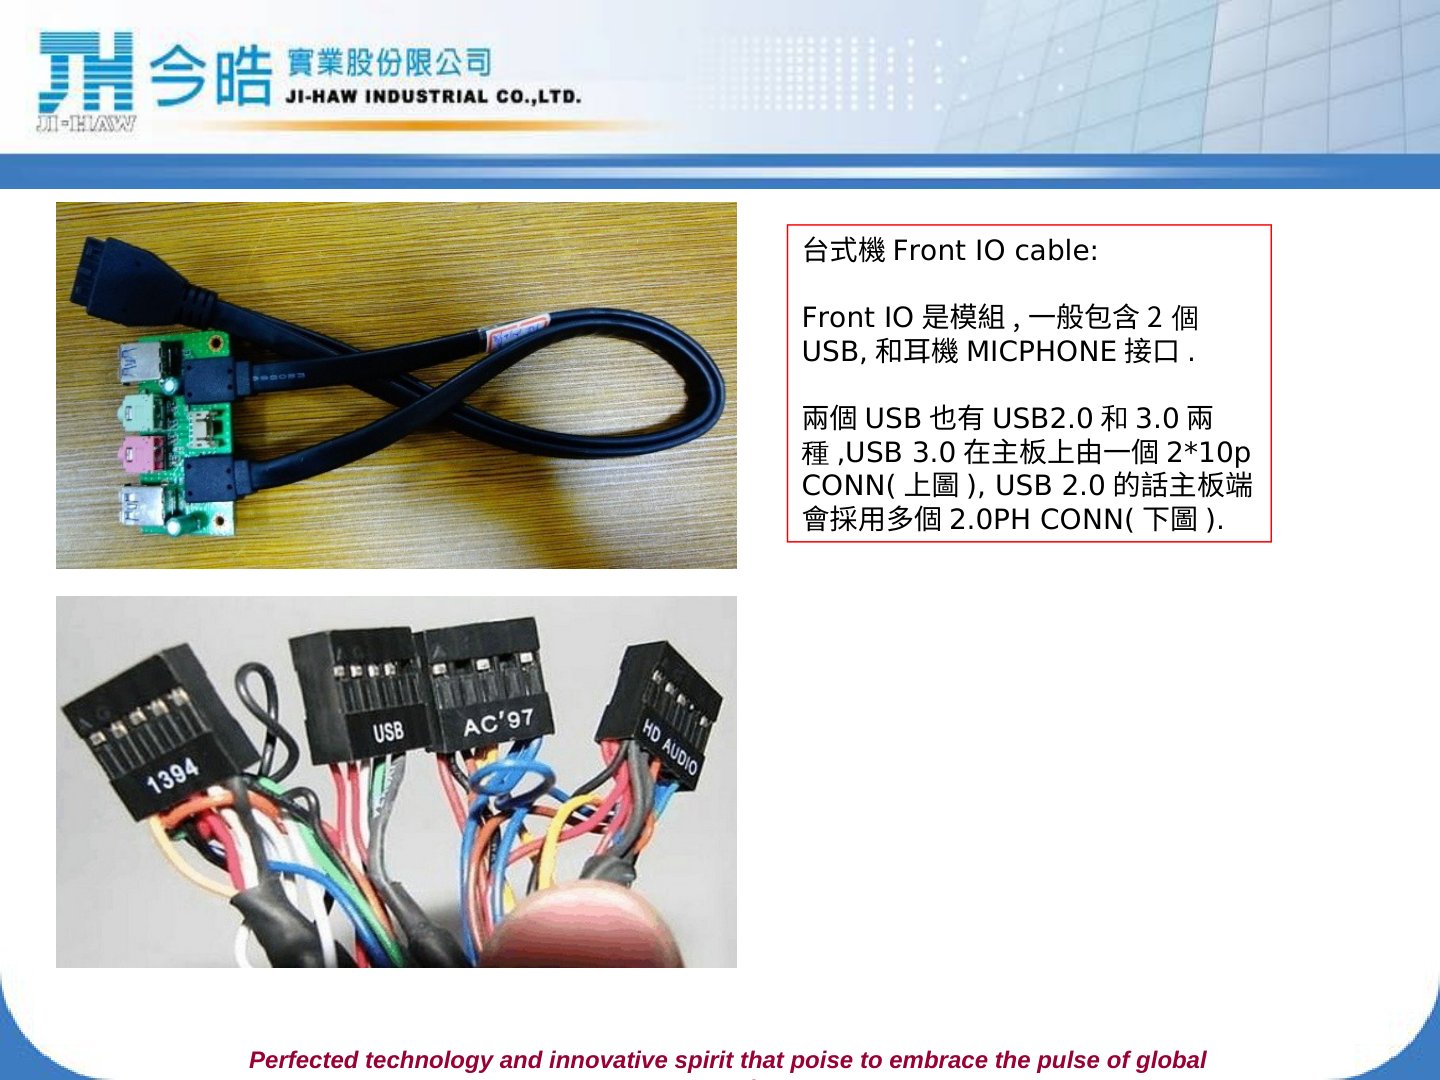 JI-HAW
今皓 實業股份限公司
JI-HAW INDUSTRIAL CO.,LTD.
台式機 Front IO cable:
Front IO 是模組 , 一般包含 2 個
USB, 和耳機 MICPHONE 接口 .
兩個 USB 也有 USB2.0 和 3.0 兩
種 ,USB 3.0 在主板上由一個 2*10p
CONN( 上圖 ), USB 2.0 的話主板端
會採用多個 2.0PH CONN( 下圖 ).
1394
USB
AC'97
HD AUDIO
Perfected technology and innovative spirit that poise to embrace the pulse of global